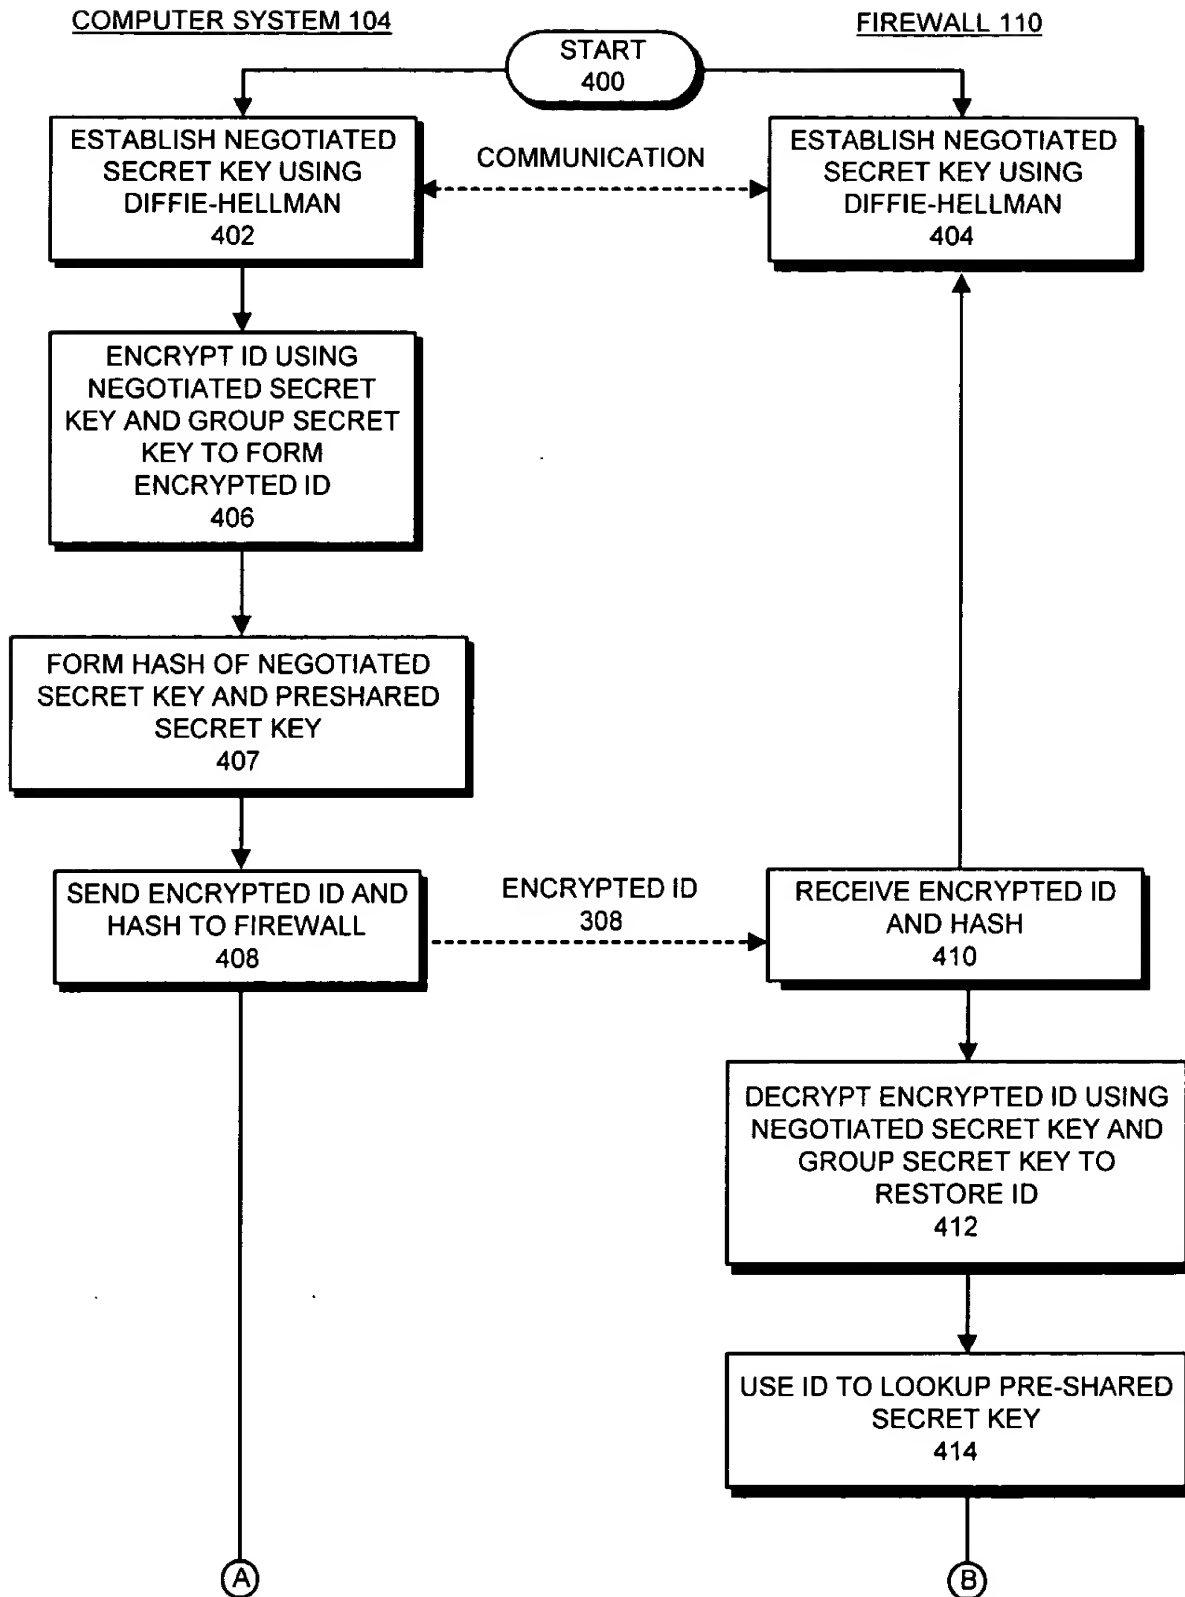 COMPUTER SYSTEM 104
FIREWALL 110
START
400
ESTABLISH NEGOTIATED
SECRET KEY USING
DIFFIE-HELLMAN
402
COMMUNICATION
ESTABLISH NEGOTIATED
SECRET KEY USING
DIFFIE-HELLMAN
404
ENCRYPT ID USING
NEGOTIATED SECRET
KEY AND GROUP SECRET
KEY TO FORM
ENCRYPTED ID
406
FORM HASH OF NEGOTIATED
SECRET KEY AND PRESHARED
SECRET KEY
407
SEND ENCRYPTED ID AND
HASH TO FIREWALL
408
ENCRYPTED ID
308
RECEIVE ENCRYPTED ID
AND HASH
410
DECRYPT ENCRYPTED ID USING
NEGOTIATED SECRET KEY AND
GROUP SECRET KEY TO
RESTORE ID
412
USE ID TO LOOKUP PRE-SHARED
SECRET KEY
414
A
B